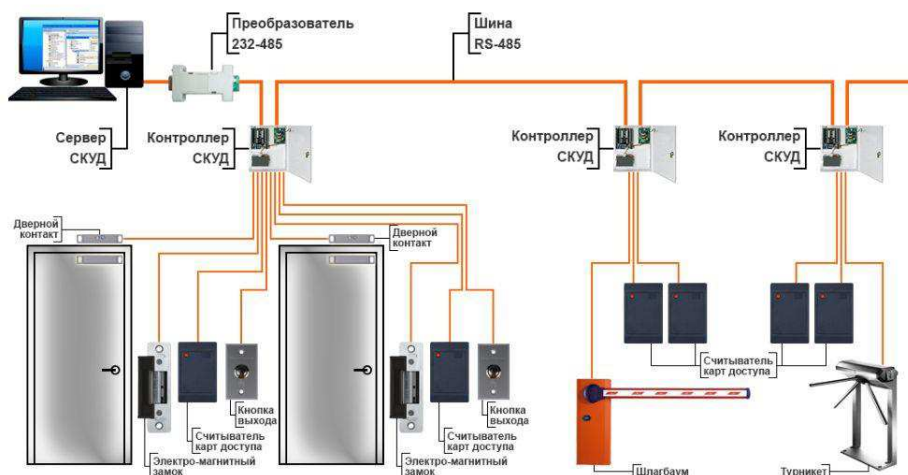 Преобразователь
232-485
Шина
RS-485
Сервер
СКУД
Контроллер
СКУД
Контроллер
СКУД
Контроллер
СКУД
Дверной
контакт
Дверной
контакт
Считыватель
карт доступа
Кнопка
выхода
Кнопка
выхода
Считыватель
карт доступа
Считыватель
карт доступа
Электро-магнитный
замок
Электро-магнитный
замок
Шлагбаум
Турникет